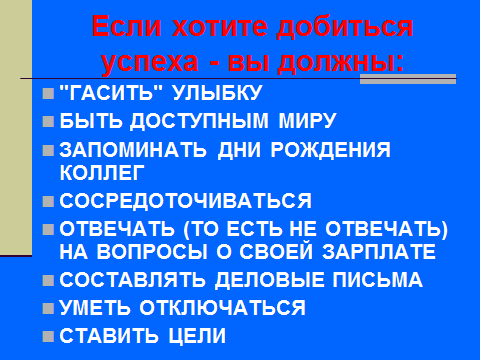 Если хотите добиться
успеха - вы должны:
"ГАСИТЬ" УЛЫБКУ
БЫТЬ ДОСТУПНЫМ МИРУ
ЗАПОМИНАТЬ ДНИ РОЖДЕНИЯ
КОЛЛЕГ
СОСРЕДОТОЧИВАТЬСЯ
ОТВЕЧАТЬ (ТО ЕСТЬ НЕ ОТВЕЧАТЬ)
НА ВОПРОСЫ О СВОЕЙ ЗАРПЛАТЕ
СОСТАВЛЯТЬ ДЕЛОВЫЕ ПИСЬМА
УМЕТЬ ОТКЛЮЧАТЬСЯ
СТАВИТЬ ЦЕЛИ